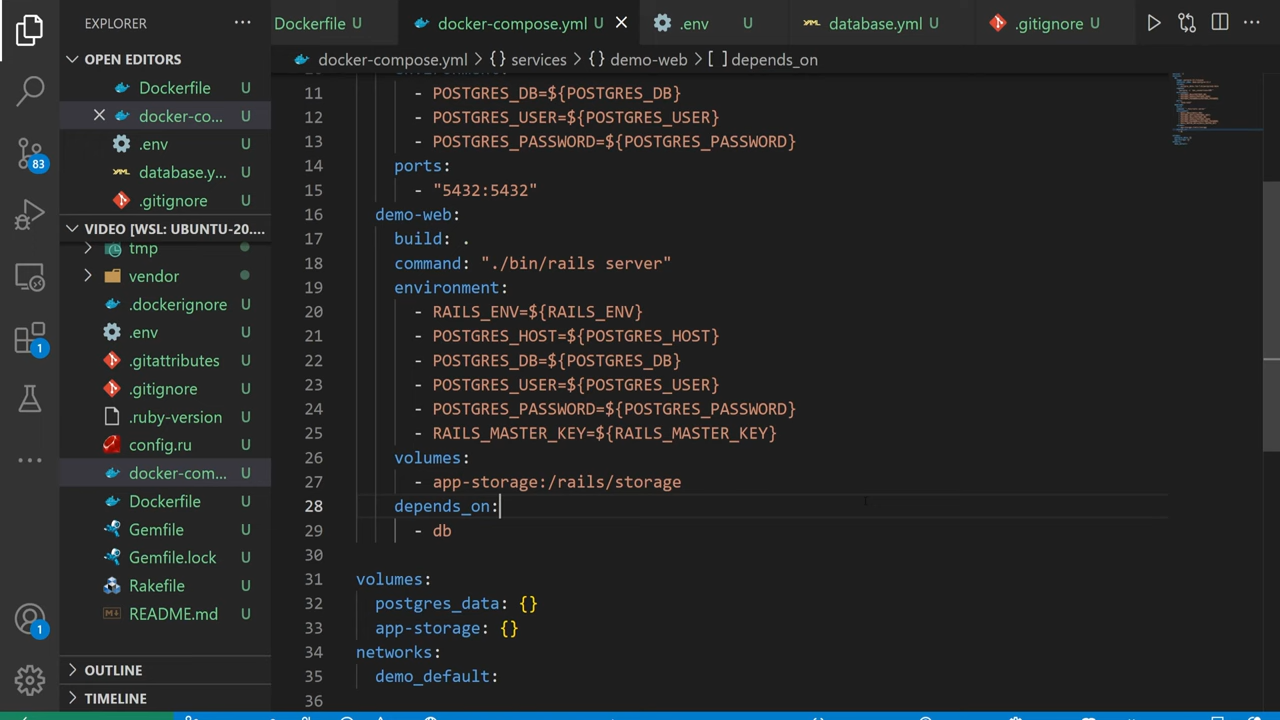 EXPLORER
Dockerfile U
docker-compose.yml U
.env U
database.yml U
.gitignore U
OPEN EDITORS
Dockerfile U
docker-co... U
.env U
database.y... U
.gitignore U
83
1
1
VIDEO [WSL: UBUNTU-20....
tmp
vendor
.dockerignore U
.env U
.gitattributes U
.gitignore U
.ruby-version U
config.ru U
docker-com... U
Dockerfile U
Gemfile U
Gemfile.lock U
Rakefile U
README.md U
OUTLINE
TIMELINE
docker-compose.yml > {} services > {} demo-web > [ ] depends_on
11 - POSTGRES_DB=${POSTGRES_DB}
12 - POSTGRES_USER=${POSTGRES_USER}
13 - POSTGRES_PASSWORD=${POSTGRES_PASSWORD}
14 ports:
15 - "5432:5432"
16 demo-web:
17 build: .
18 command: "./bin/rails server"
19 environment:
20 - RAILS_ENV=${RAILS_ENV}
21 - POSTGRES_HOST=${POSTGRES_HOST}
22 - POSTGRES_DB=${POSTGRES_DB}
23 - POSTGRES_USER=${POSTGRES_USER}
24 - POSTGRES_PASSWORD=${POSTGRES_PASSWORD}
25 - RAILS_MASTER_KEY=${RAILS_MASTER_KEY}
26 volumes:
27 - app-storage:/rails/storage
28 depends_on:
29 - db
30
31 volumes:
32 postgres_data: {}
33 app-storage: {}
34 networks:
35 demo_default:
36